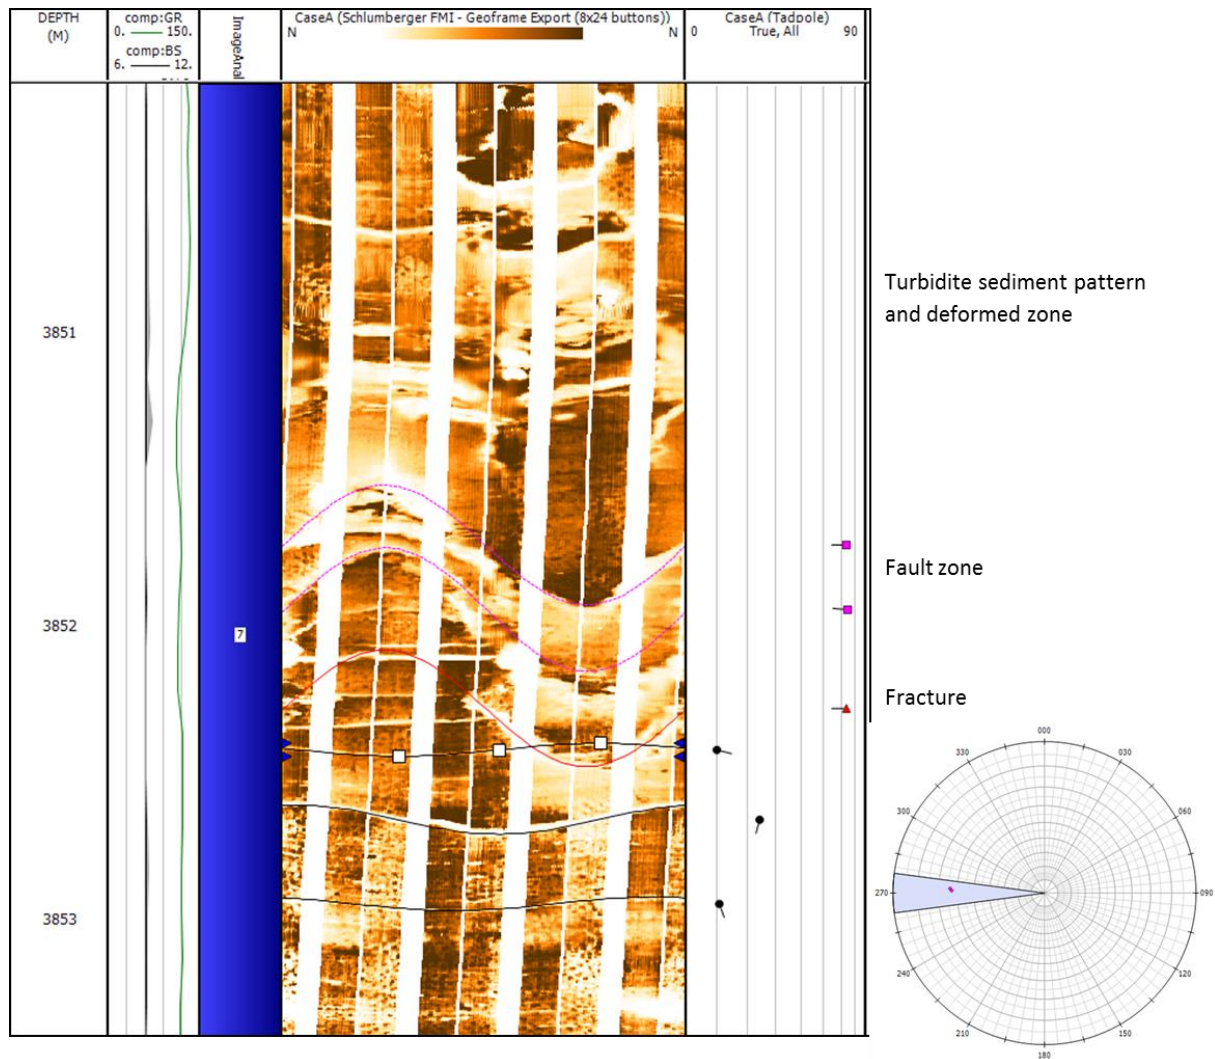 DEPTH
(M)
comp:GR
0. 150.
comp:BS
6. 12.
ImageAnal
CaseA (Schlumberger FMI - Geoframe Export (8x24 buttons))
N N
CaseA (Tadpole)
0 True, All 90
3851
Turbidite sediment pattern
and deformed zone
Fault zone
3852
7
Fracture
3853
000
330 030
300 060
270 090
240 120
210 150
180